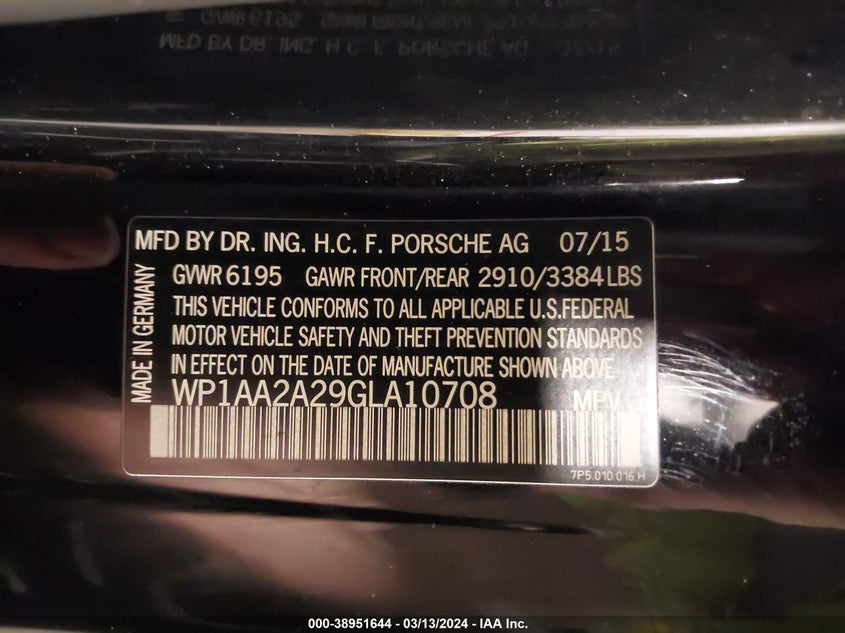 MFD BY DR. ING. H.C. F. PORSCHE AG 07/15
GWR 6195 GAWR FRONT/REAR 2910/3384 LBS
THIS VEHICLE CONFORMS TO ALL APPLICABLE U.S.FEDERAL
MOTOR VEHICLE SAFETY AND THEFT PREVENTION STANDARDS
IN EFFECT ON THE DATE OF MANUFACTURE SHOWN ABOVE.
WP1AA2A29GLA10708 MPV
7P5.010.016.H
MADE IN GERMANY
000-38951644 - 03/13/2024 - IAA Inc.